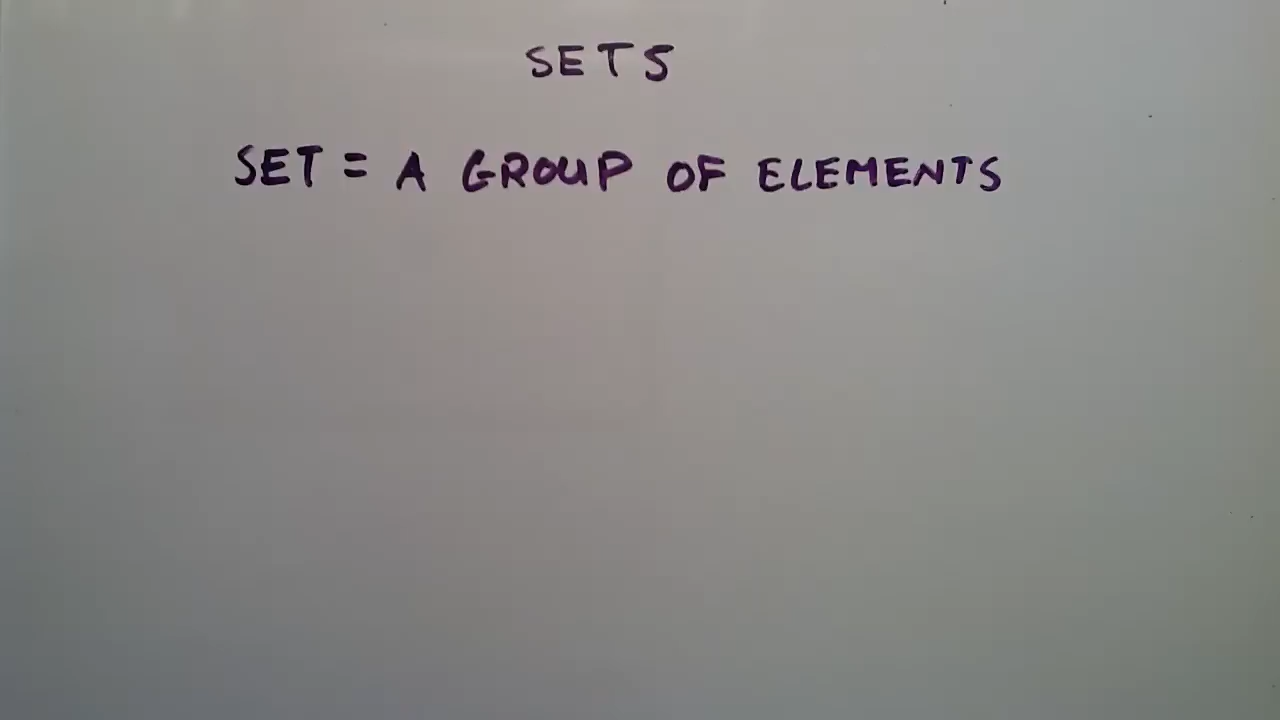 SETS
SET = A GROUP OF ELEMENTS